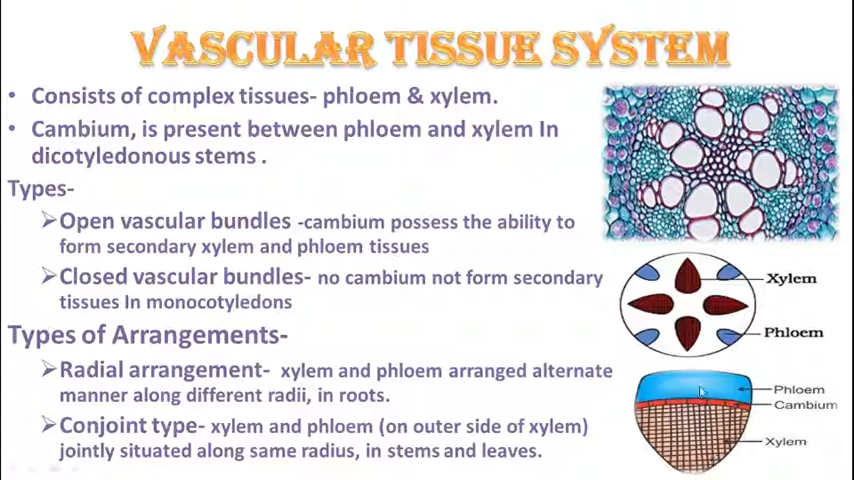 VASCULAR TISSUE SYSTEM
• Consists of complex tissues- phloem & xylem.
• Cambium, is present between phloem and xylem In
dicotyledonous stems .
Types-
➢Open vascular bundles -cambium possess the ability to
form secondary xylem and phloem tissues
➢Closed vascular bundles- no cambium not form secondary
tissues In monocotyledons
Types of Arrangements-
➢Radial arrangement- xylem and phloem arranged alternate
manner along different radii, in roots.
➢Conjoint type- xylem and phloem (on outer side of xylem)
jointly situated along same radius, in stems and leaves.
Xylem
Phloem
Phloem
Cambium
Xylem